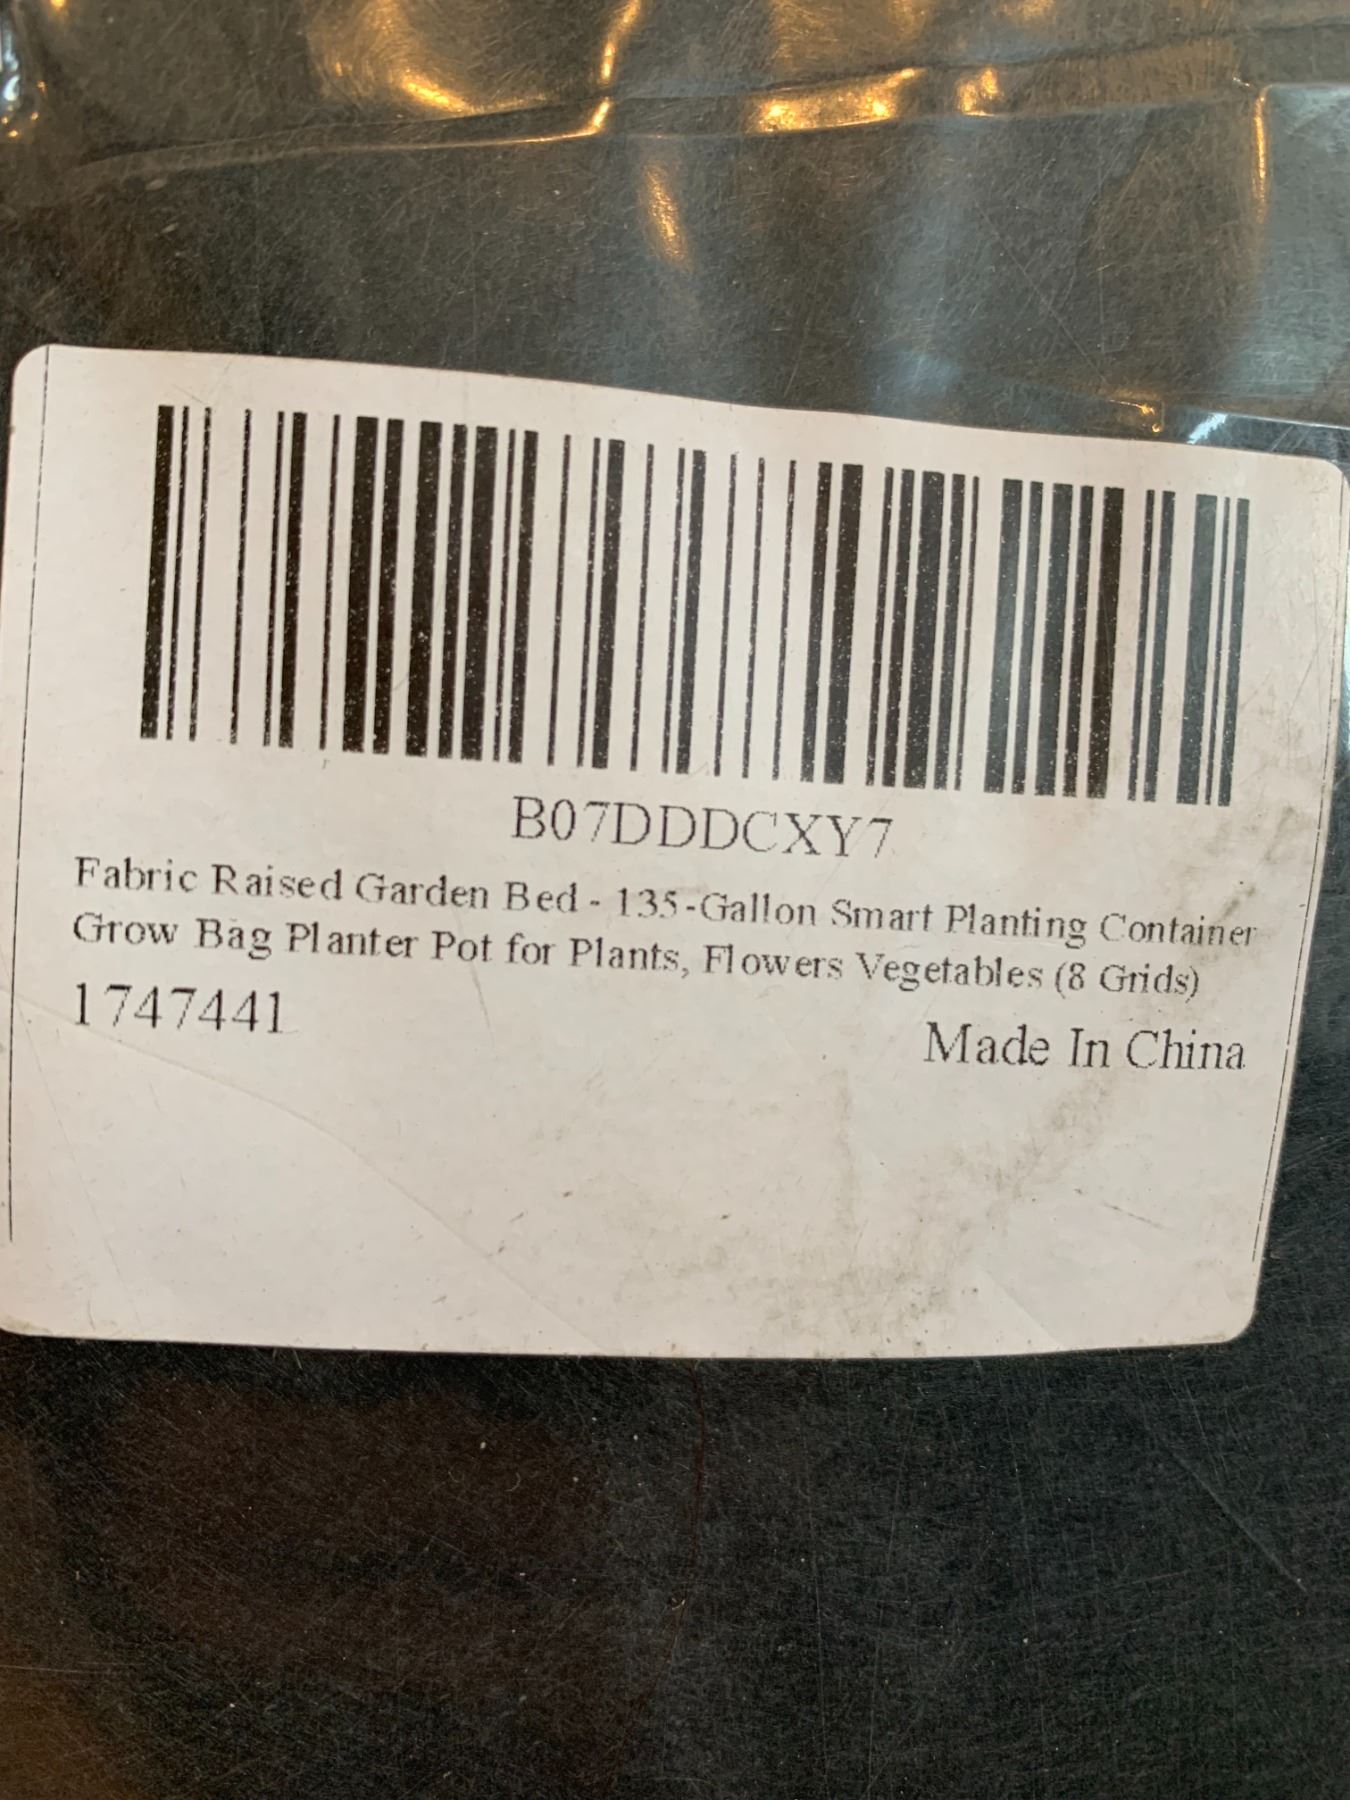 B07DDDCXY7
Fabric Raised Garden Bed - 135-Gallon Smart Planting Container
Grow Bag Planter Pot for Plants, Flowers Vegetables (8 Grids)
1747441
Made In China